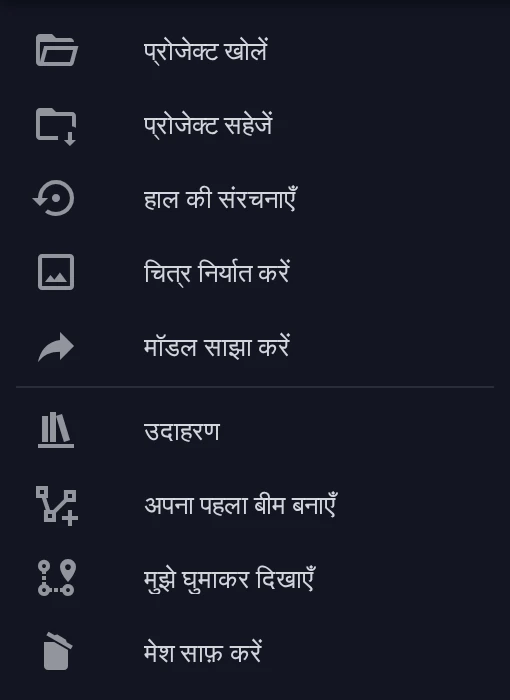 प्रोजेक्ट खोलें
प्रोजेक्ट सहेजें
हाल की संरचनाएँ
चित्र निर्यात करें
मॉडल साझा करें
उदाहरण
अपना पहला बीम बनाएँ
मुझे घुमाकर दिखाएँ
मेश साफ़ करें